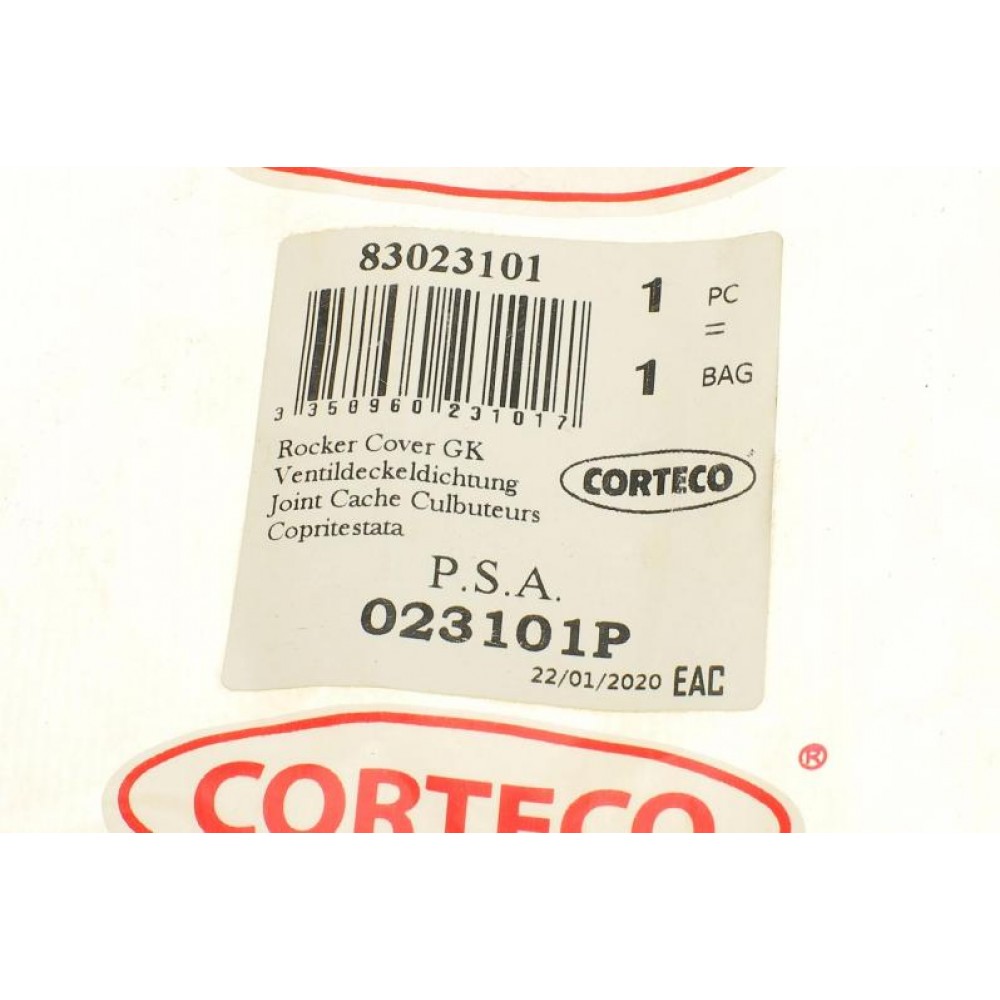 83023101
1 PC
=
1 BAG
3 358960 231017
Rocker Cover GK
Ventildeckeldichtung
Joint Cache Culbuteurs
Copritestata
CORTECO
P.S.A.
023101P
22/01/2020 EAC
CORTECO ®